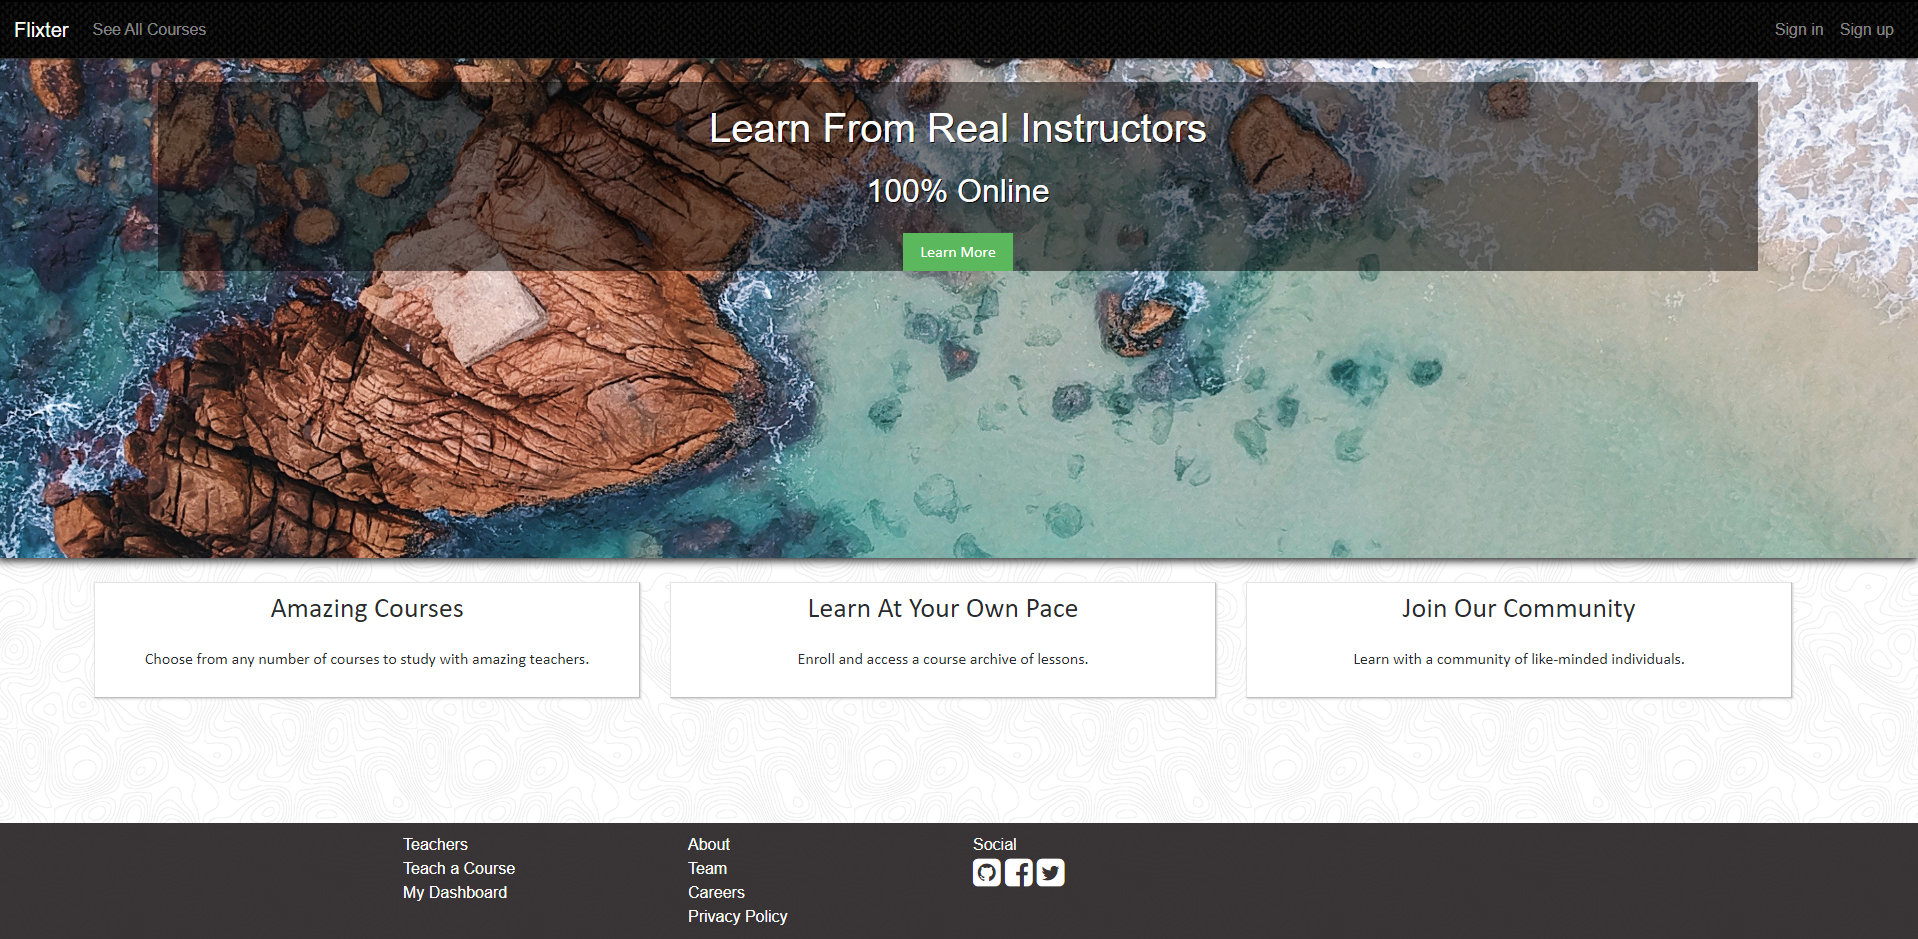 Flixter See All Courses Sign in Sign up
Learn From Real Instructors
100% Online
Learn More
Amazing Courses
Choose from any number of courses to study with amazing teachers.
Learn At Your Own Pace
Enroll and access a course archive of lessons.
Join Our Community
Learn with a community of like-minded individuals.
Teachers
Teach a Course
My Dashboard
About
Team
Careers
Privacy Policy
Social